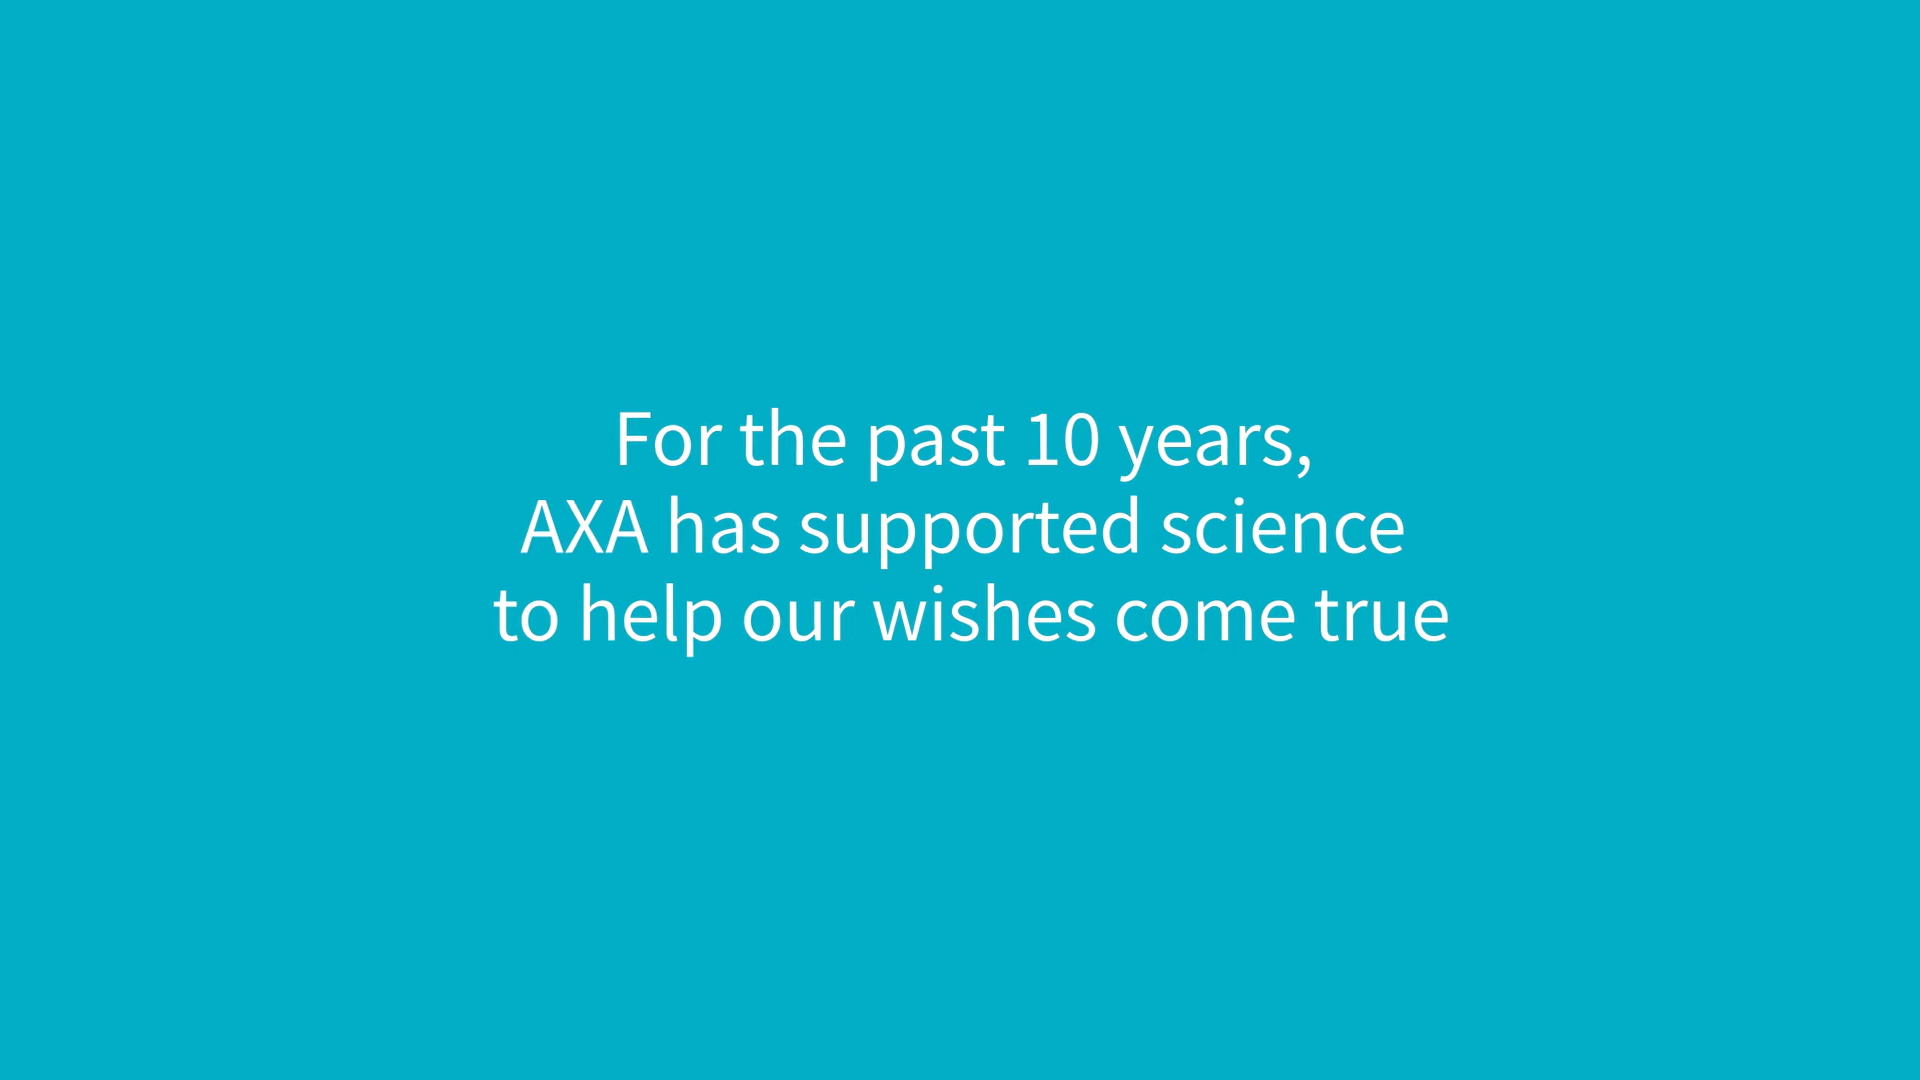 For the past 10 years,
AXA has supported science
to help our wishes come true